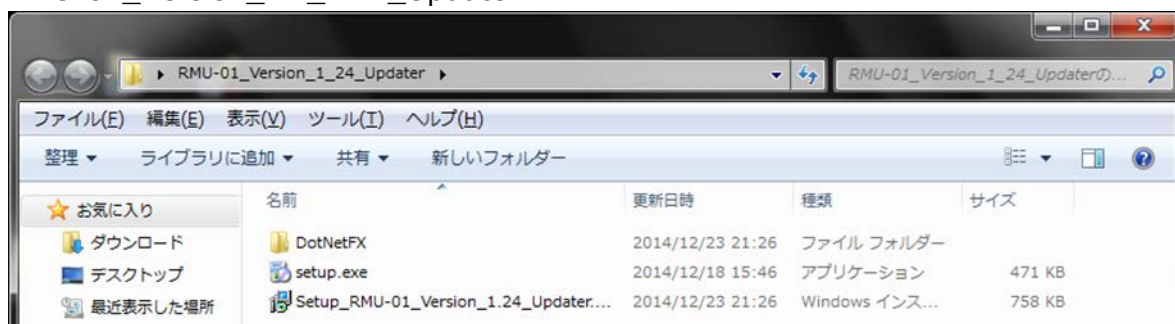 RMU-01_Version_1_24_Updater
RMU-01_Version_1_24_Updaterの...
ファイル(F) 編集(E) 表示(V) ツール(T) ヘルプ(H)
整理 ライブラリに追加 共有 新しいフォルダー
お気に入り
ダウンロード
デスクトップ
最近表示した場所
名前 更新日時 種類 サイズ
DotNetFX 2014/12/23 21:26 ファイル フォルダー
setup.exe 2014/12/18 15:46 アプリケーション 471 KB
Setup_RMU-01_Version_1.24_Updater.... 2014/12/23 21:26 Windows インス... 758 KB